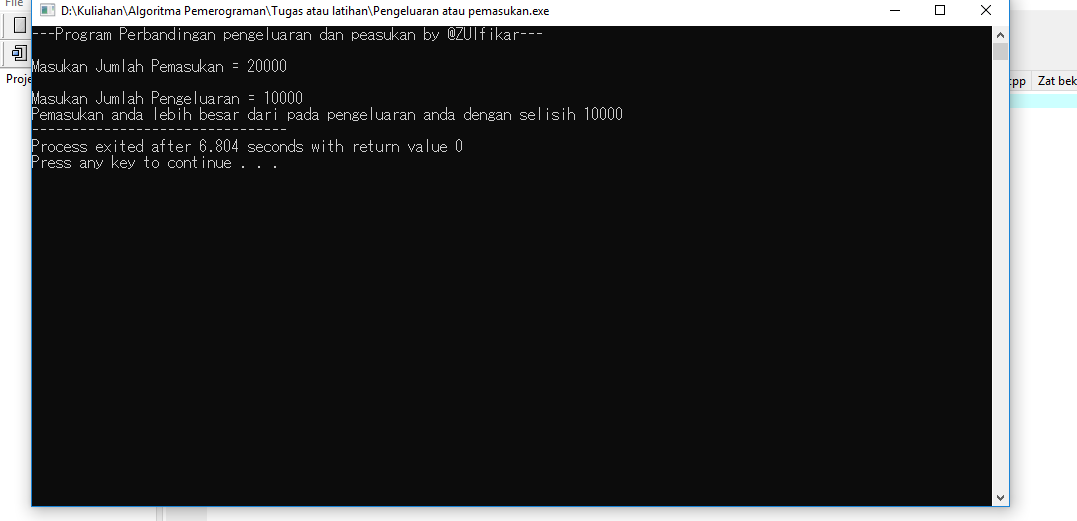 File
D:\Kuliahan\Algoritma Pemerograman\Tugas atau latihan\Pengeluaran atau pemasukan.exe
---Program Perbandingan pengeluaran dan peasukan by @ZUlfikar---
Masukan Jumlah Pemasukan = 20000
Proje
cpp Zat bek
Masukan Jumlah Pengeluaran = 10000
Pemasukan anda lebih besar dari pada pengeluaran anda dengan selisih 10000
--------------------------------
Process exited after 6.804 seconds with return value 0
Press any key to continue . . .